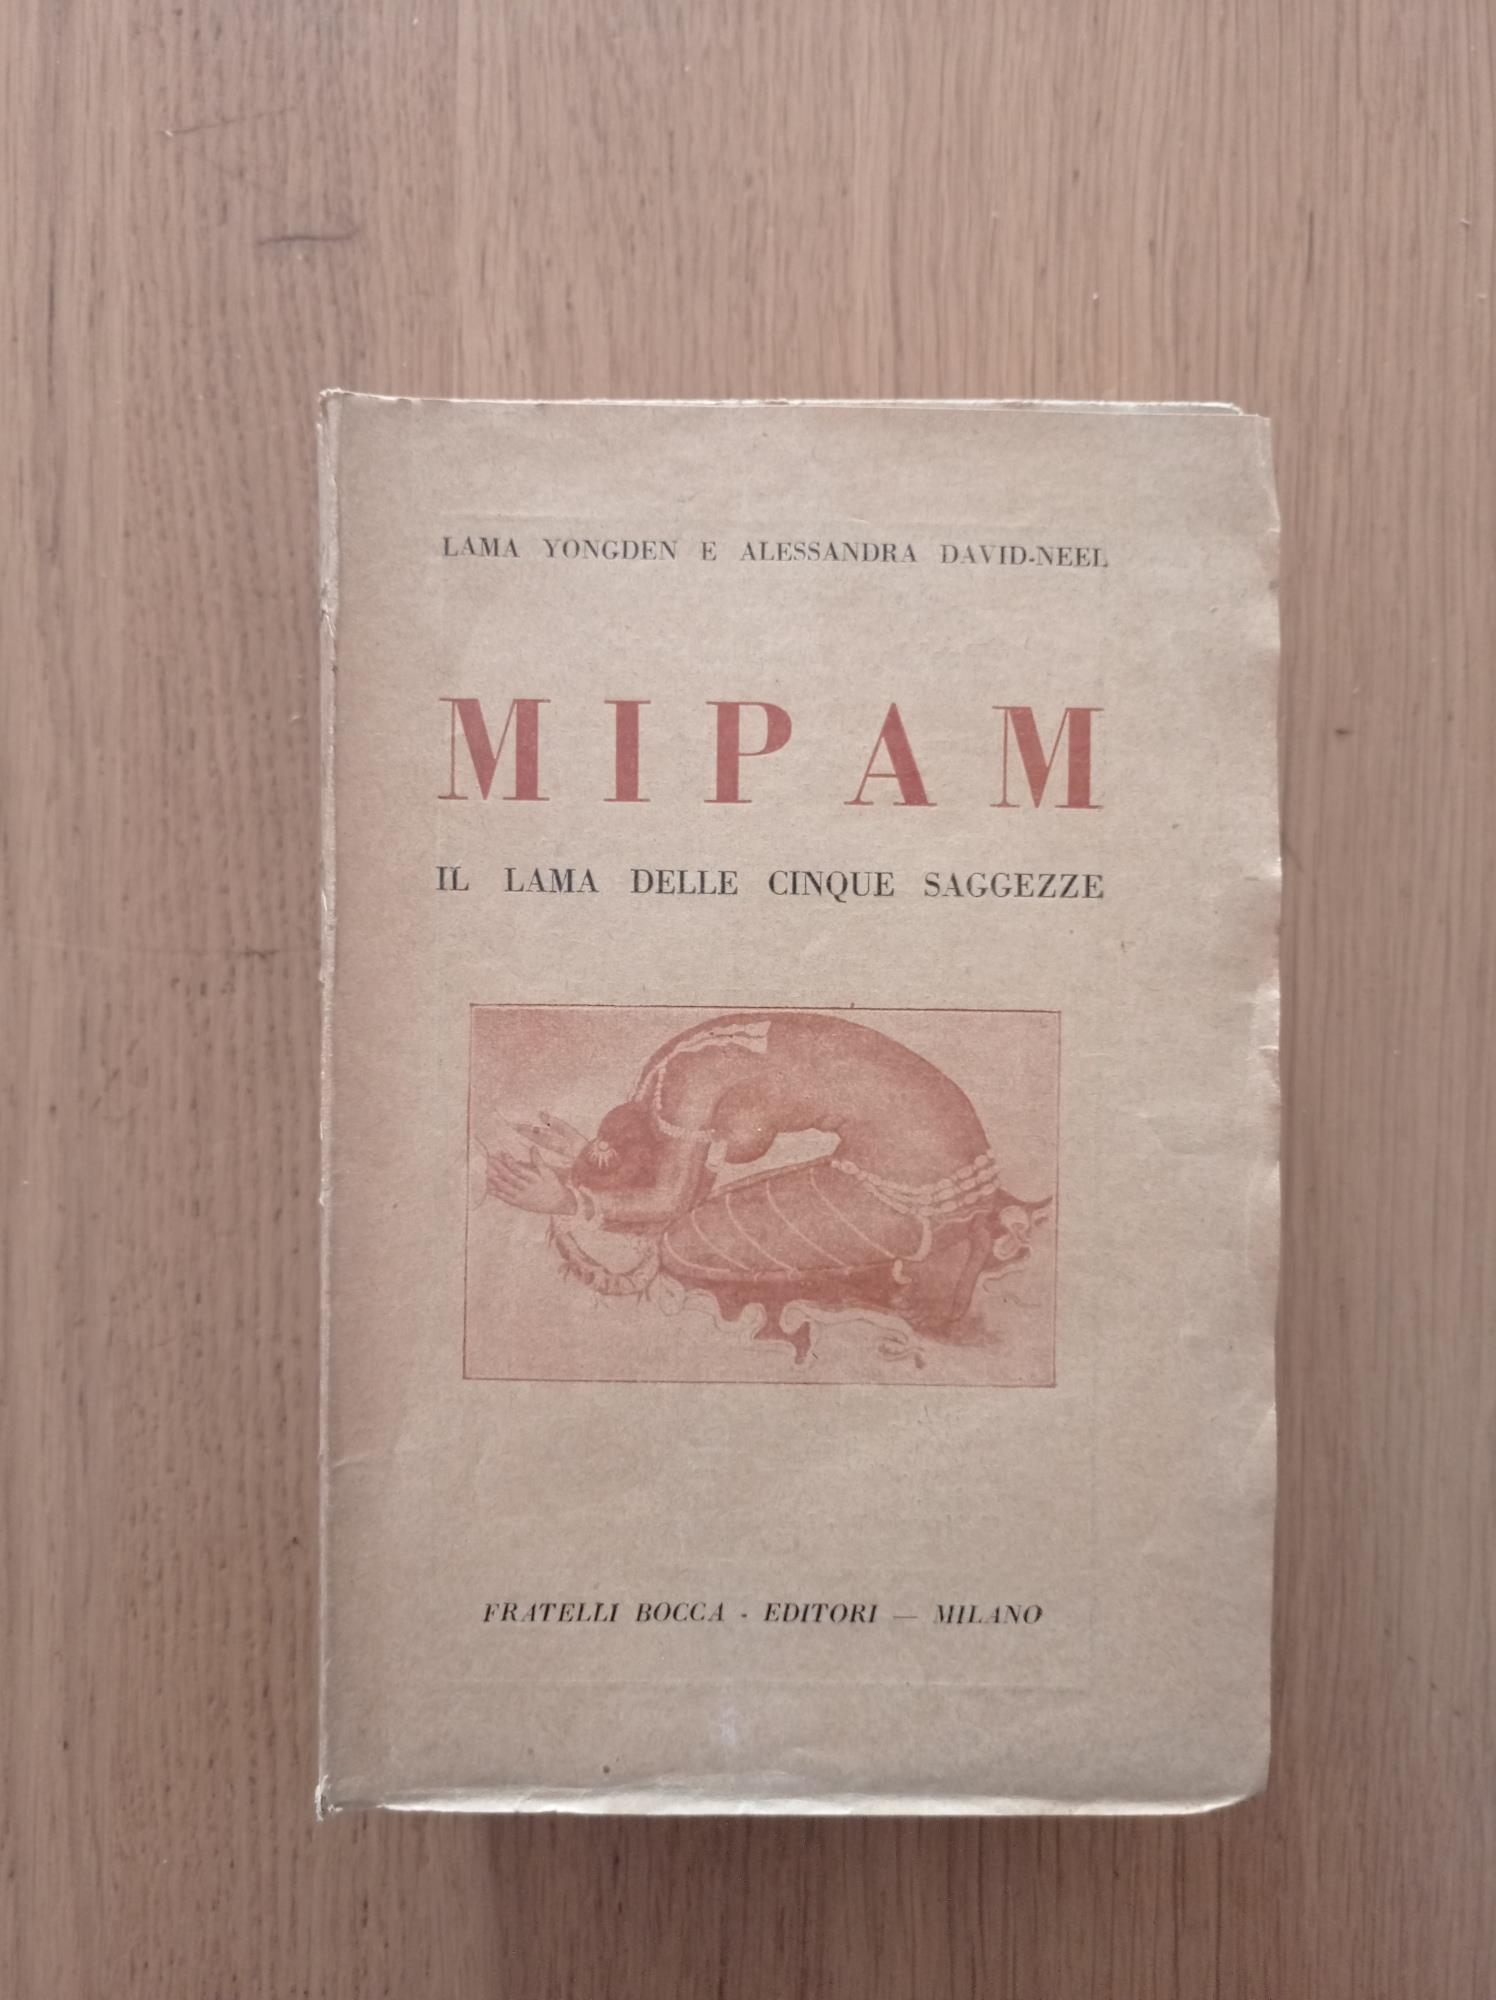 LAMA YONGDEN E ALESSANDRA DAVID-NEEL
MIPAM
IL LAMA DELLE CINQUE SAGGEZZE
FRATELLI BOCCA - EDITORI — MILANO